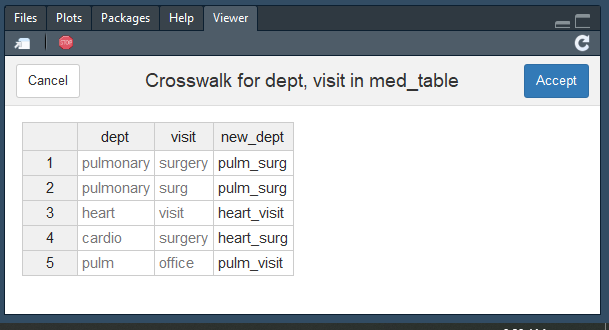 Files Plots Packages Help Viewer
STOP
Cancel Crosswalk for dept, visit in med_table Accept
dept visit new_dept
1 pulmonary surgery pulm_surg
2 pulmonary surg pulm_surg
3 heart visit heart_visit
4 cardio surgery heart_surg
5 pulm office pulm_visit